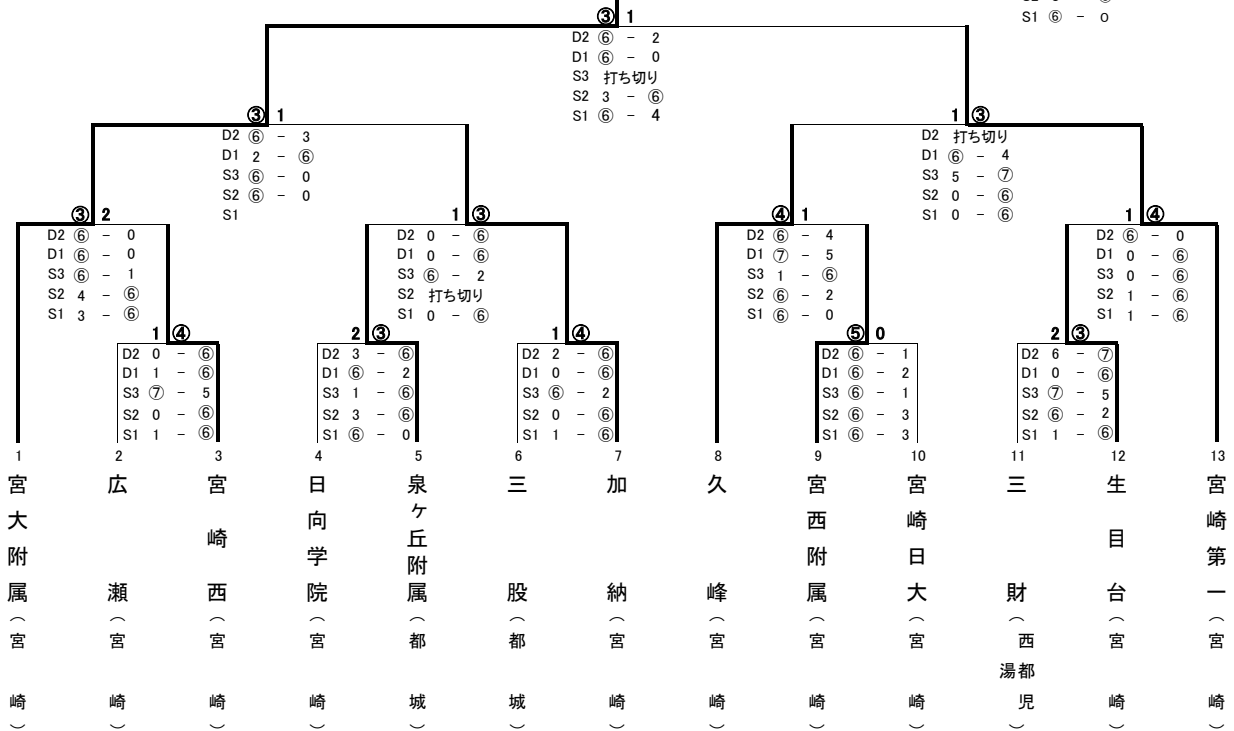 S1 ⑥ - 0
③ 1
D2 ⑥ - 2
D1 ⑥ - 0
S3 打ち切り
S2 3 - ⑥
S1 ⑥ - 4
③ 1
D2 ⑥ - 3
D1 2 - ⑥
S3 ⑥ - 0
S2 ⑥ - 0
S1
1 ③
D2 打ち切り
D1 ⑥ - 4
S3 5 - ⑦
S2 0 - ⑥
S1 0 - ⑥
③ 2
D2 ⑥ - 0
D1 ⑥ - 0
S3 ⑥ - 1
S2 4 - ⑥
S1 3 - ⑥
1 ③
D2 0 - ⑥
D1 0 - ⑥
S3 ⑥ - 2
S2 打ち切り
S1 0 - ⑥
④ 1
D2 ⑥ - 4
D1 ⑦ - 5
S3 1 - ⑥
S2 ⑥ - 2
S1 ⑥ - 0
1 ④
D2 ⑥ - 0
D1 0 - ⑥
S3 0 - ⑥
S2 1 - ⑥
S1 1 - ⑥
1 ④
D2 0 - ⑥
D1 1 - ⑥
S3 ⑦ - 5
S2 0 - ⑥
S1 1 - ⑥
2 ③
D2 3 - ⑥
D1 ⑥ - 2
S3 1 - ⑥
S2 3 - ⑥
S1 ⑥ - 0
1 ④
D2 2 - ⑥
D1 0 - ⑥
S3 ⑥ - 2
S2 0 - ⑥
S1 1 - ⑥
⑤ 0
D2 ⑥ - 1
D1 ⑥ - 2
S3 ⑥ - 1
S2 ⑥ - 3
S1 ⑥ - 3
2 ③
D2 6 - ⑦
D1 0 - ⑥
S3 ⑦ - 5
S2 ⑥ - 2
S1 1 - ⑥
1 2 3 4 5 6 7 8 9 10 11 12 13
宮大附属(宮崎)
広瀬(宮崎)
宮崎西(宮崎)
日向学院(宮崎)
泉ヶ丘附属(都城)
三股(都城)
加納(宮崎)
久峰(宮崎)
宮西附属(宮崎)
宮崎日大(宮崎)
三財(西都児湯)
生目台(宮崎)
宮崎第一(宮崎)